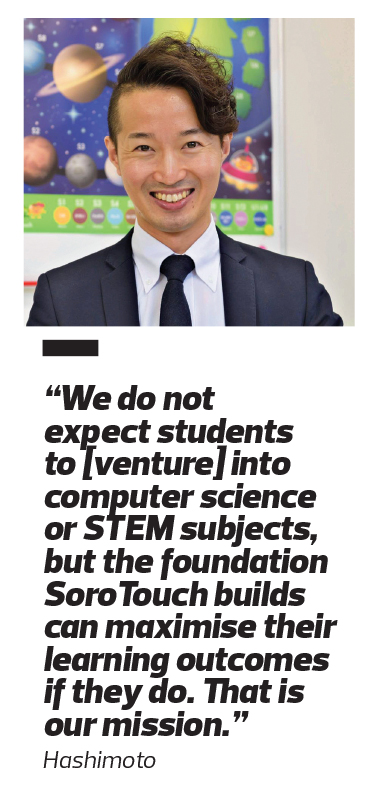 “We do not
expect students
to [venture] into
computer science
or STEM subjects,
but the foundation
SoroTouch builds
can maximise their
learning outcomes
if they do. That is
our mission.”
Hashimoto